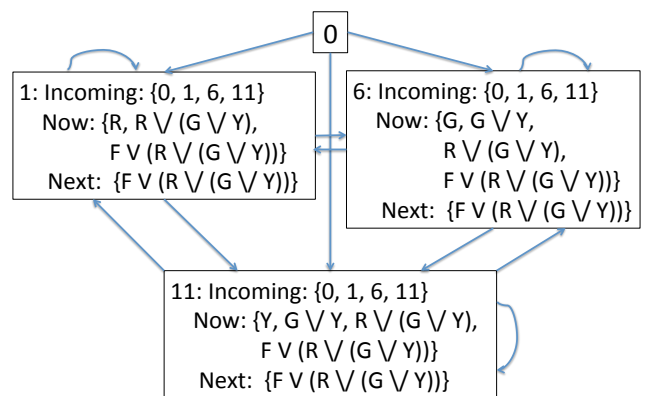 0
1: Incoming: {0, 1, 6, 11}
Now: {R, R \/ (G \/ Y),
F V (R \/ (G \/ Y))}
Next: {F V (R \/ (G \/ Y))}
6: Incoming: {0, 1, 6, 11}
Now: {G, G \/ Y,
R \/ (G \/ Y),
F V (R \/ (G \/ Y))}
Next: {F V (R \/ (G \/ Y))}
11: Incoming: {0, 1, 6, 11}
Now: {Y, G \/ Y, R \/ (G \/ Y),
F V (R \/ (G \/ Y))}
Next: {F V (R \/ (G \/ Y))}